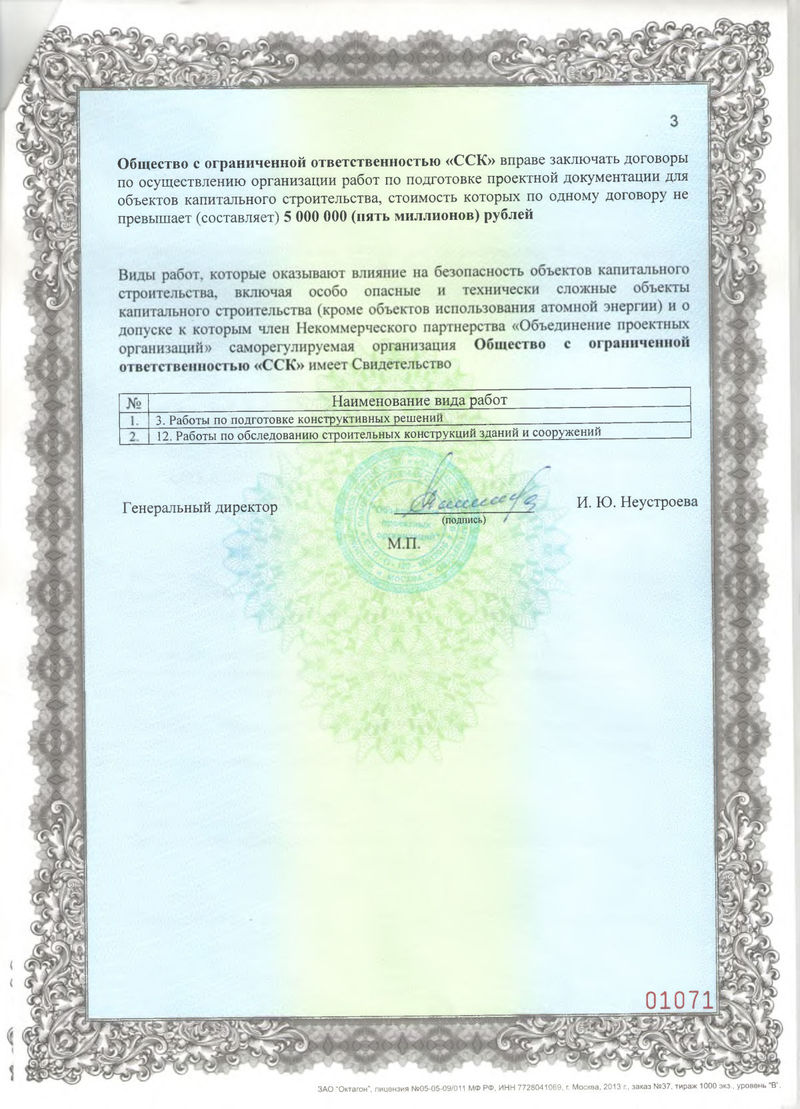 3
Общество с ограниченной ответственностью «ССК» вправе заключать договоры
по осуществлению организации работ по подготовке проектной документации для
объектов капитального строительства, стоимость которых по одному договору не
превышает (составляет) 5 000 000 (пять миллионов) рублей
Виды работ, которые оказывают влияние на безопасность объектов капитального
строительства, включая особо опасные и технически сложные объекты
капитального строительства (кроме объектов использования атомной энергии) и о
допуске к которым член Некоммерческого партнерства «Объединение проектных
организаций» саморегулируемая организация Общество с ограниченной
ответственностью «ССК» имеет Свидетельство
№ Наименование вида работ
1. 3. Работы по подготовке конструктивных решений
2. 12. Работы по обследованию строительных конструкций зданий и сооружений
Генеральный директор И. Ю. Неустроева
(подпись)
М.П.
01071
ЗАО "Октагон", лицензия №05-05-09/011 МФ РФ, ИНН 7728041069, г. Москва, 2013 г., заказ №37, тираж 1000 экз., уровень "В".